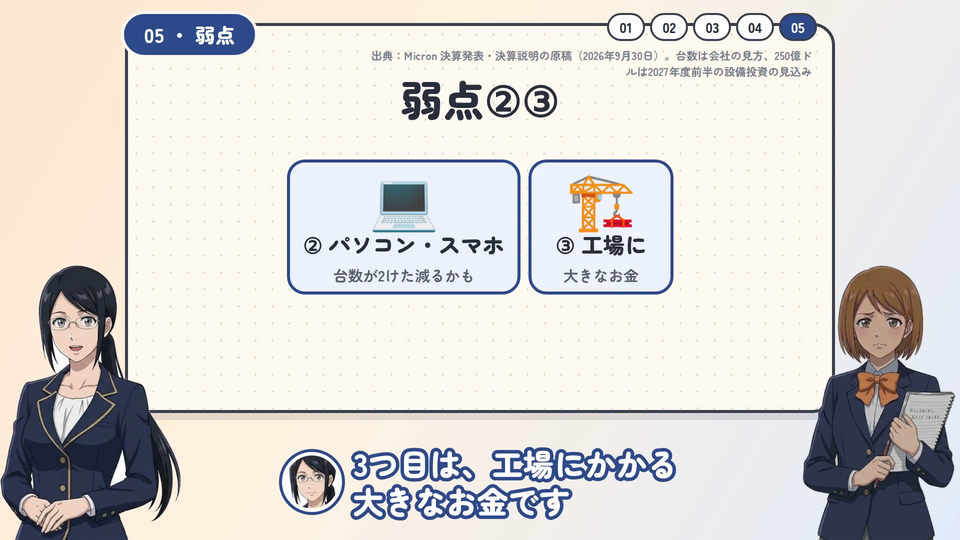 05 ・ 弱点
01 02 03 04 05
出典：Micron 決算発表・決算説明の原稿（2026年9月30日）。台数は会社の見方、250億ド
ルは2027年度前半の設備投資の見込み
弱点②③
② パソコン・スマホ
台数が2けた減るかも
③ 工場に
大きなお金
3つ目は、工場にかかる
大きなお金です